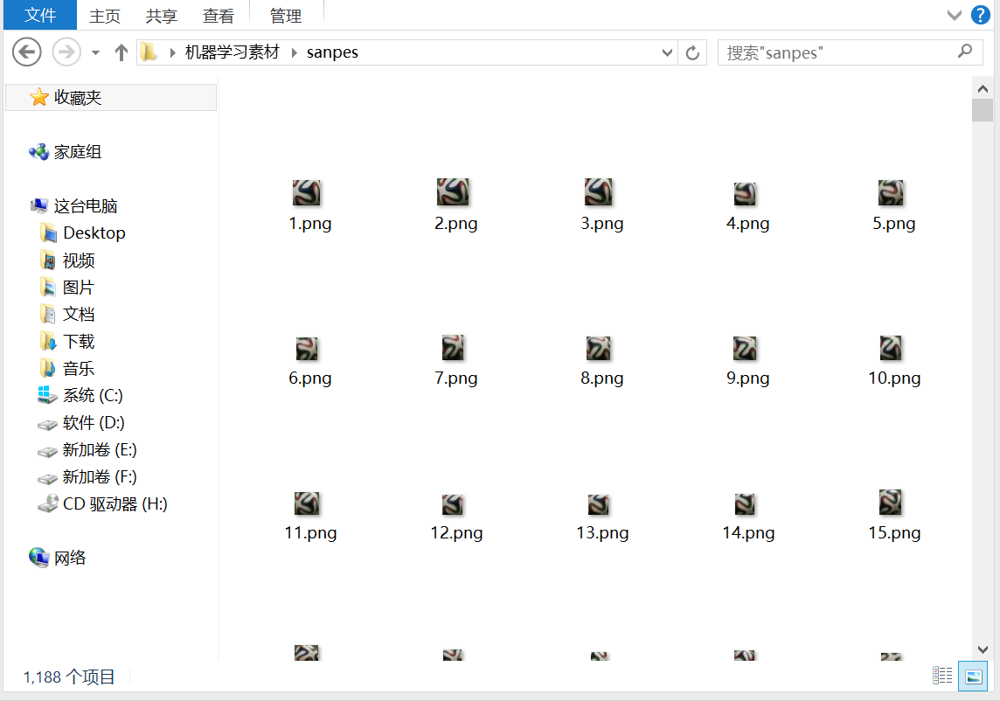 文件 主页 共享 查看 管理
机器学习素材 sanpes 搜索"sanpes"
收藏夹
家庭组
这台电脑
Desktop
视频
图片
文档
下载
音乐
系统 (C:)
软件 (D:)
新加卷 (E:)
新加卷 (F:)
CD 驱动器 (H:)
网络
1.png 2.png 3.png 4.png 5.png
6.png 7.png 8.png 9.png 10.png
11.png 12.png 13.png 14.png 15.png
1,188 个项目